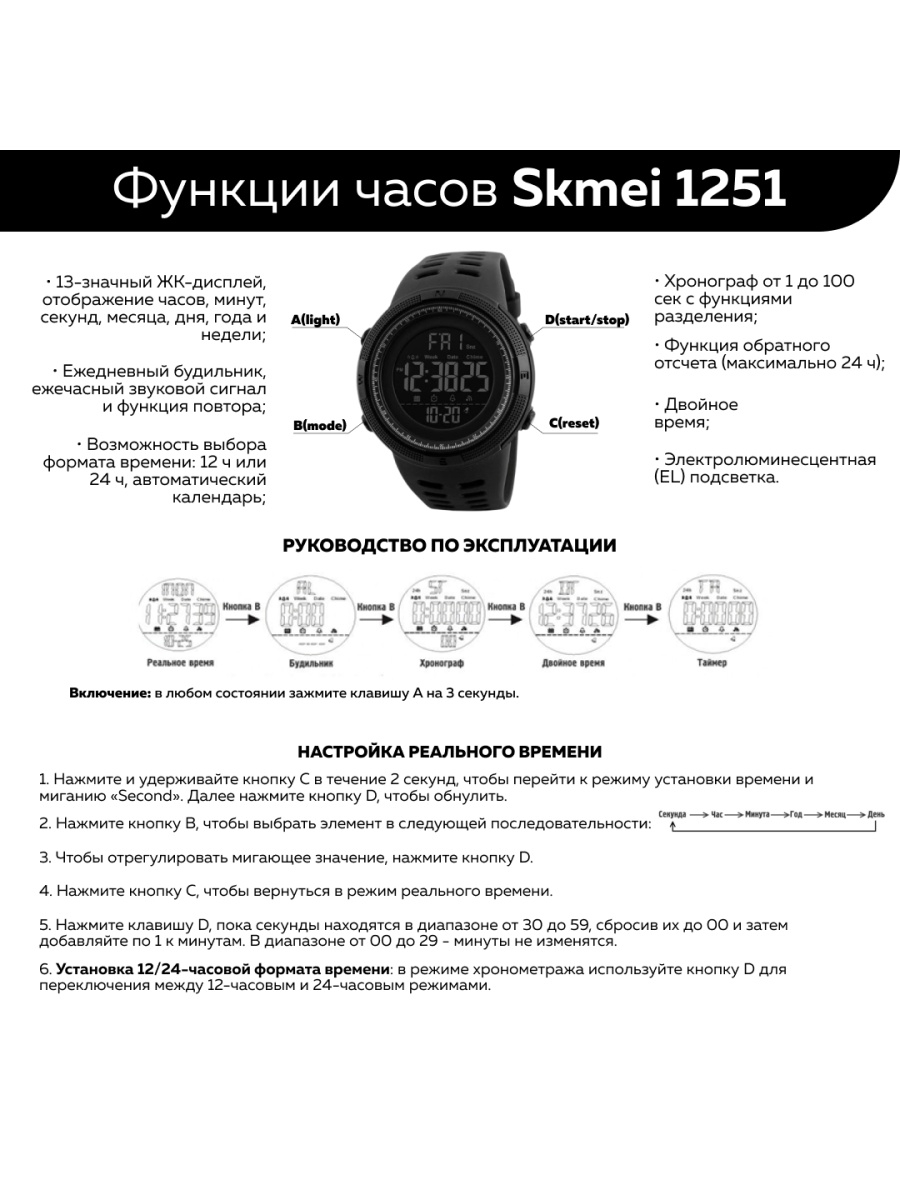 Функции часов Skmei 1251
· 13-значный ЖК-дисплей,
отображение часов, минут,
секунд, месяца, дня, года и
недели;
· Ежедневный будильник,
ежечасный звуковой сигнал
и функция повтора;
· Возможность выбора
формата времени: 12 ч или
24 ч, автоматический
календарь;
A(light)
B(mode)
D(start/stop)
C(reset)
FRI
12:38 25
10-20
· Хронограф от 1 до 100
сек с функциями
разделения;
· Функция обратного
отсчета (максимально 24 ч);
· Двойное
время;
· Электролюминесцентная
(EL) подсветка.
РУКОВОДСТВО ПО ЭКСПЛУАТАЦИИ
Кнопка В
Кнопка В
Кнопка В
Кнопка В
Реальное время
Будильник
Хронограф
Двойное время
Таймер
Включение: в любом состоянии зажмите клавишу А на 3 секунды.
НАСТРОЙКА РЕАЛЬНОГО ВРЕМЕНИ
1. Нажмите и удерживайте кнопку С в течение 2 секунд, чтобы перейти к режиму установки времени и
миганию «Second». Далее нажмите кнопку D, чтобы обнулить.
2. Нажмите кнопку В, чтобы выбрать элемент в следующей последовательности:
Секунда → Час → Минута → Год → Месяц → День
3. Чтобы отрегулировать мигающее значение, нажмите кнопку D.
4. Нажмите кнопку С, чтобы вернуться в режим реального времени.
5. Нажмите клавишу D, пока секунды находятся в диапазоне от 30 до 59, сбросив их до 00 и затем
добавляйте по 1 к минутам. В диапазоне от 00 до 29 - минуты не изменятся.
6. Установка 12/24-часовой формата времени: в режиме хронометража используйте кнопку D для
переключения между 12-часовым и 24-часовым режимами.